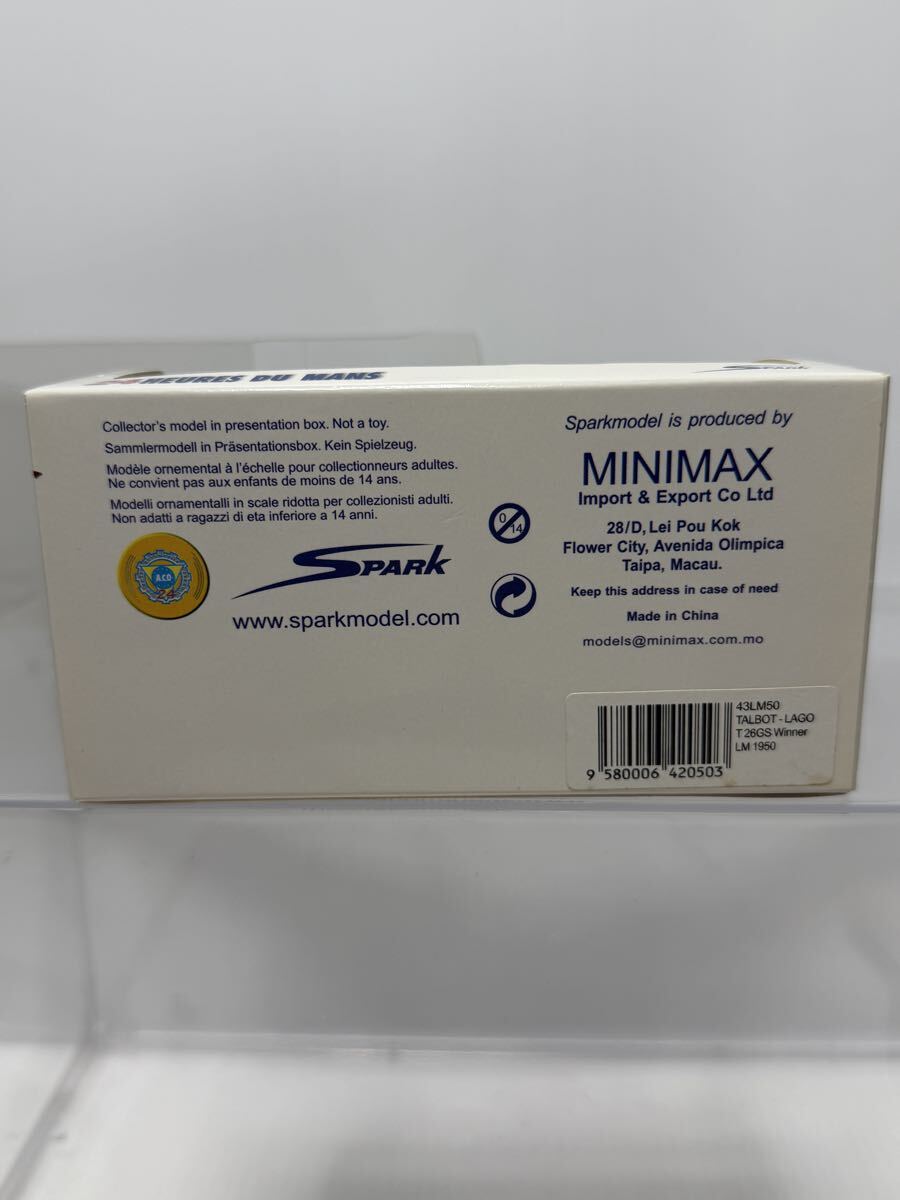 24 HEURES DU MANS
SPARK
Collector's model in presentation box. Not a toy.
Sammlermodell in Präsentationsbox. Kein Spielzeug.
Modèle ornemental à l'échelle pour collectionneurs adultes.
Ne convient pas aux enfants de moins de 14 ans.
Modelli ornamentalli in scale ridotta per collezionisti adulti.
Non adatti a ragazzi di eta inferiore a 14 anni.
A.C.O
24
SPARK
www.sparkmodel.com
0/14
Sparkmodel is produced by
MINIMAX
Import & Export Co Ltd
28/D, Lei Pou Kok
Flower City, Avenida Olimpica
Taipa, Macau.
Keep this address in case of need
Made in China
models@minimax.com.mo
43LM50
TALBOT - LAGO
T 26GS Winner
LM 1950
9 580006 420503